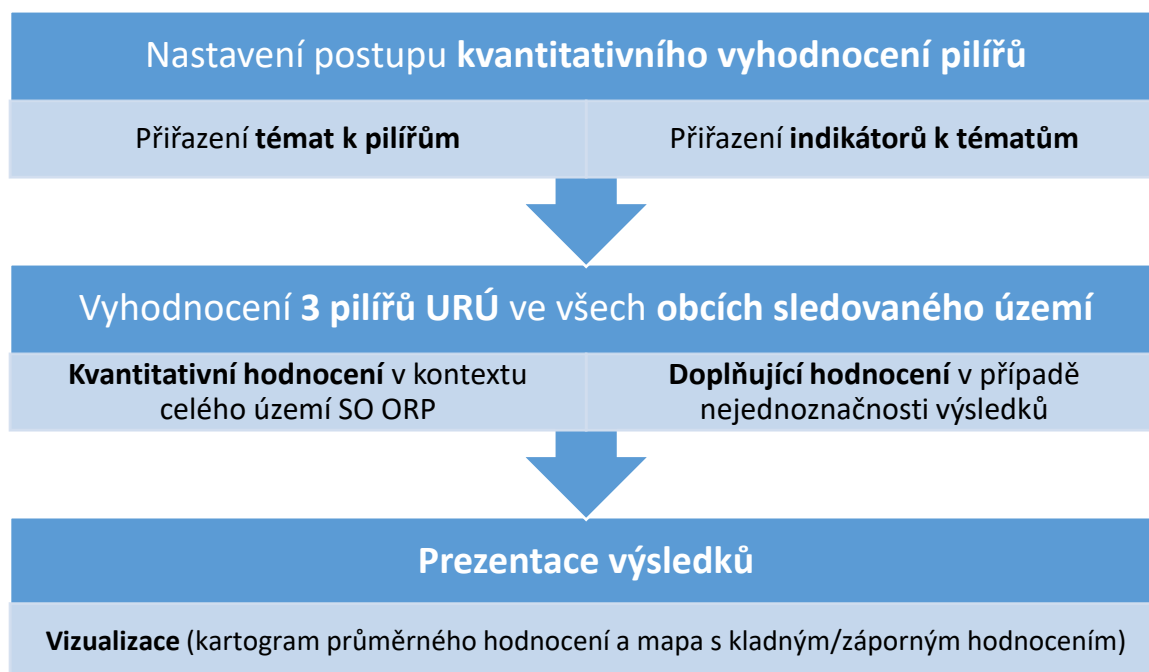 Nastavení postupu kvantitativního vyhodnocení pilířů
Přiřazení témat k pilířům
Přiřazení indikátorů k tématům
Vyhodnocení 3 pilířů URÚ ve všech obcích sledovaného území
Kvantitativní hodnocení v kontextu
celého území SO ORP
Doplňující hodnocení v případě
nejednoznačnosti výsledků
Prezentace výsledků
Vizualizace (kartogram průměrného hodnocení a mapa s kladným/záporným hodnocením)